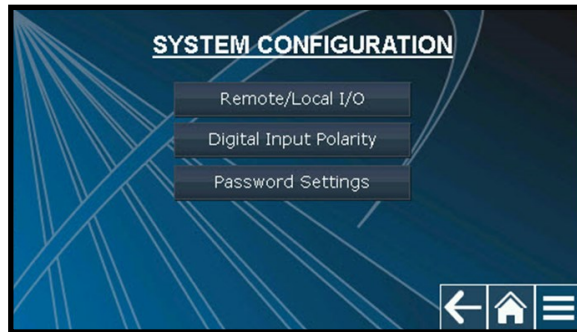 SYSTEM CONFIGURATION
Remote/Local I/O
Digital Input Polarity
Password Settings